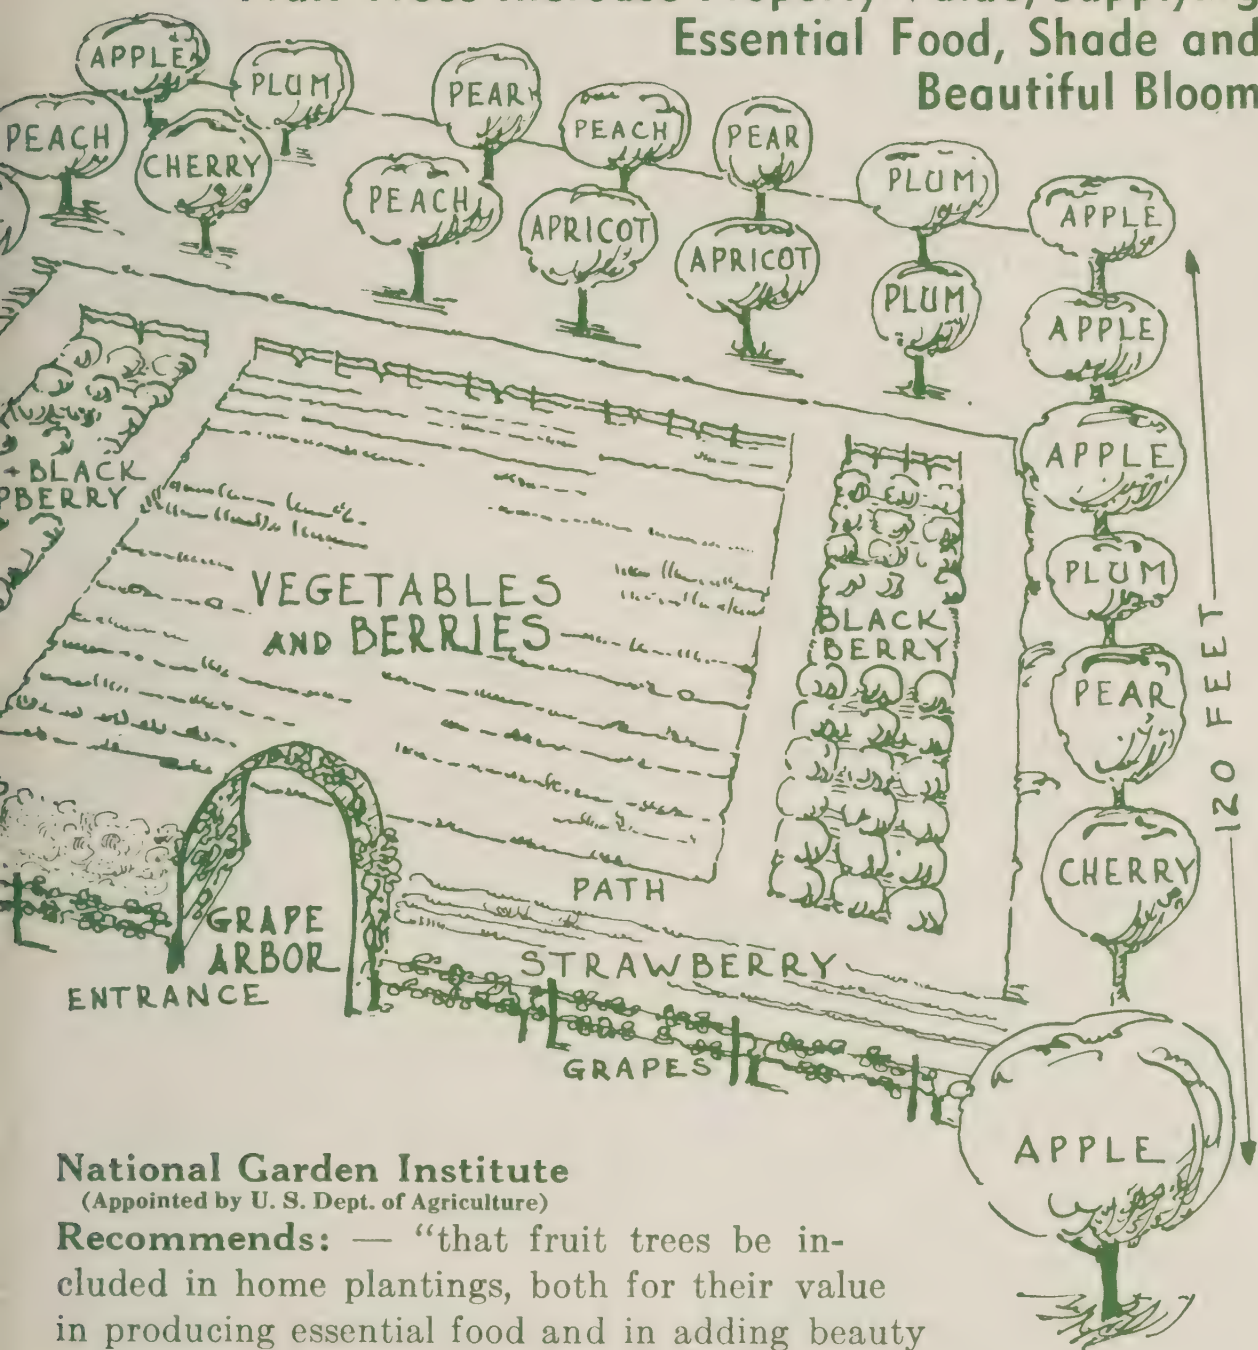 Essential Food, Shade and
Beautiful Bloom
APPLE
PLUM
PEAR
PEACH
PEAR
PLUM
APPLE
PEACH
CHERRY
PEACH
APRICOT
APRICOT
PLUM
APPLE
APPLE
PLUM
PEAR
CHERRY
APPLE
120 FEET
BLACK
VEGETABLES
AND BERRIES
BLACK
BERRY
PATH
GRAPE
ARBOR
ENTRANCE
STRAWBERRY
GRAPES
National Garden Institute
(Appointed by U. S. Dept. of Agriculture)
Recommends: — “that fruit trees be in-
cluded in home plantings, both for their value
in producing essential food and in adding beauty